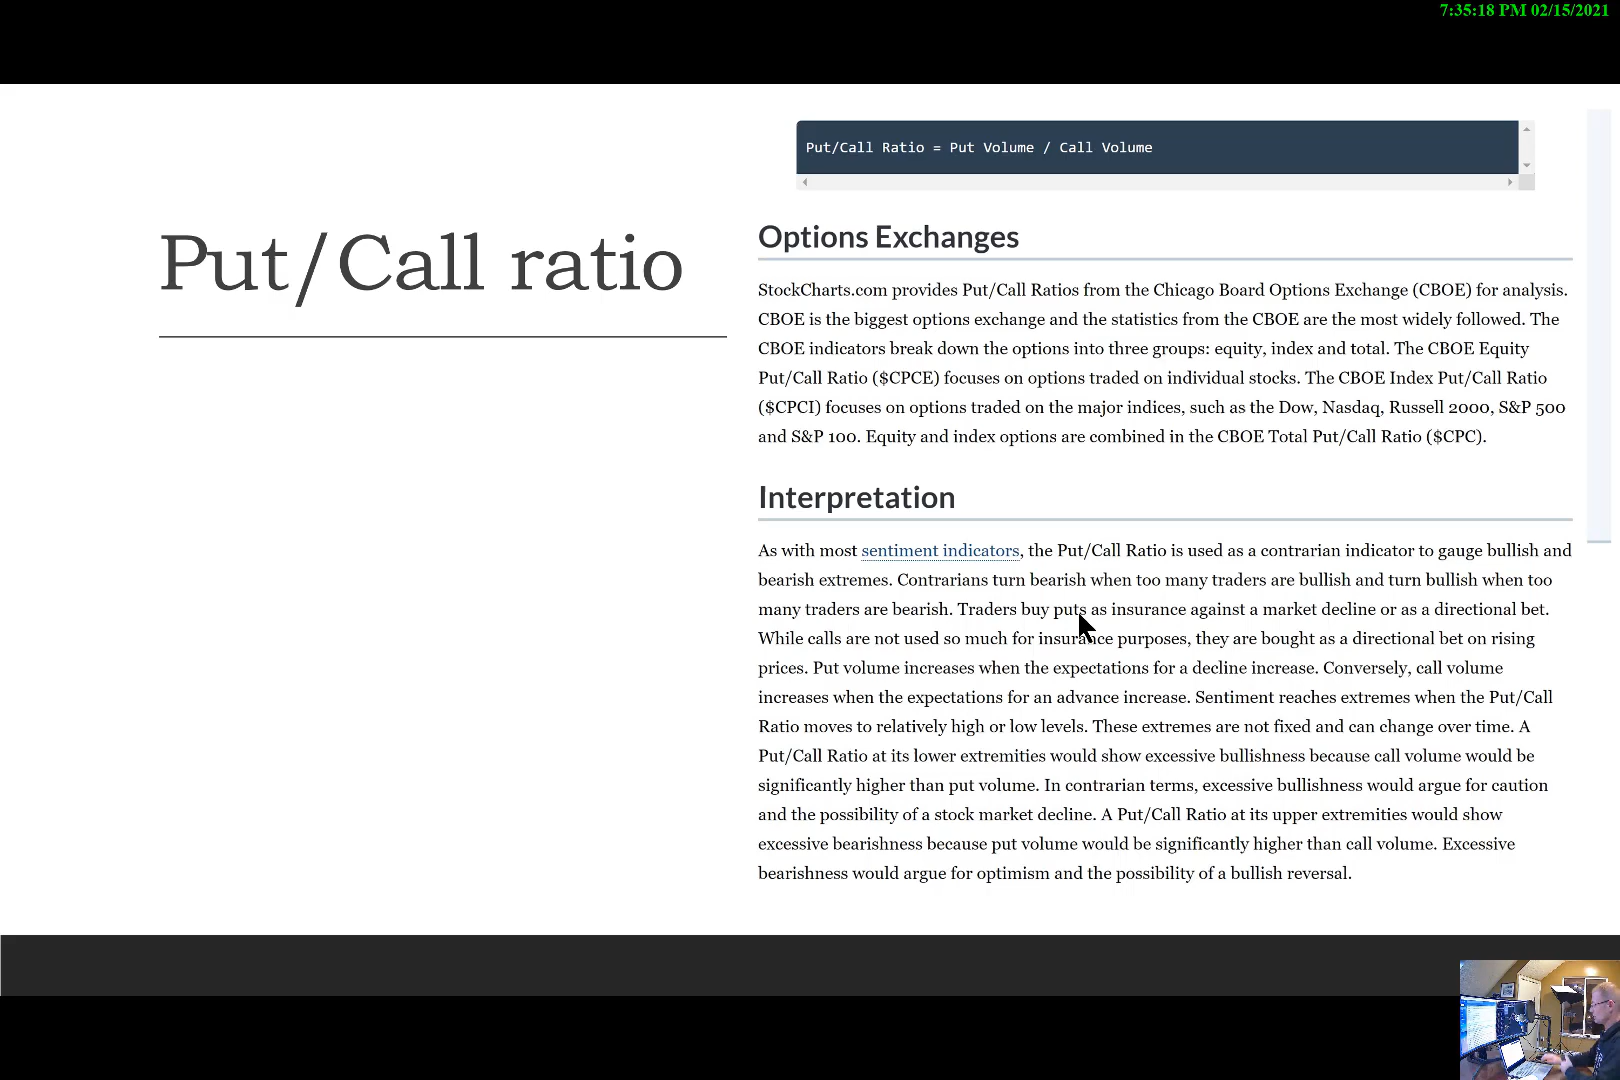 7:35:18 PM 02/15/2021
Put/Call ratio
Put/Call Ratio = Put Volume / Call Volume
Options Exchanges
StockCharts.com provides Put/Call Ratios from the Chicago Board Options Exchange (CBOE) for analysis.
CBOE is the biggest options exchange and the statistics from the CBOE are the most widely followed. The
CBOE indicators break down the options into three groups: equity, index and total. The CBOE Equity
Put/Call Ratio ($CPCE) focuses on options traded on individual stocks. The CBOE Index Put/Call Ratio
($CPCI) focuses on options traded on the major indices, such as the Dow, Nasdaq, Russell 2000, S&P 500
and S&P 100. Equity and index options are combined in the CBOE Total Put/Call Ratio ($CPC).
Interpretation
As with most sentiment indicators, the Put/Call Ratio is used as a contrarian indicator to gauge bullish and
bearish extremes. Contrarians turn bearish when too many traders are bullish and turn bullish when too
many traders are bearish. Traders buy puts as insurance against a market decline or as a directional bet.
While calls are not used so much for insurance purposes, they are bought as a directional bet on rising
prices. Put volume increases when the expectations for a decline increase. Conversely, call volume
increases when the expectations for an advance increase. Sentiment reaches extremes when the Put/Call
Ratio moves to relatively high or low levels. These extremes are not fixed and can change over time. A
Put/Call Ratio at its lower extremities would show excessive bullishness because call volume would be
significantly higher than put volume. In contrarian terms, excessive bullishness would argue for caution
and the possibility of a stock market decline. A Put/Call Ratio at its upper extremities would show
excessive bearishness because put volume would be significantly higher than call volume. Excessive
bearishness would argue for optimism and the possibility of a bullish reversal.